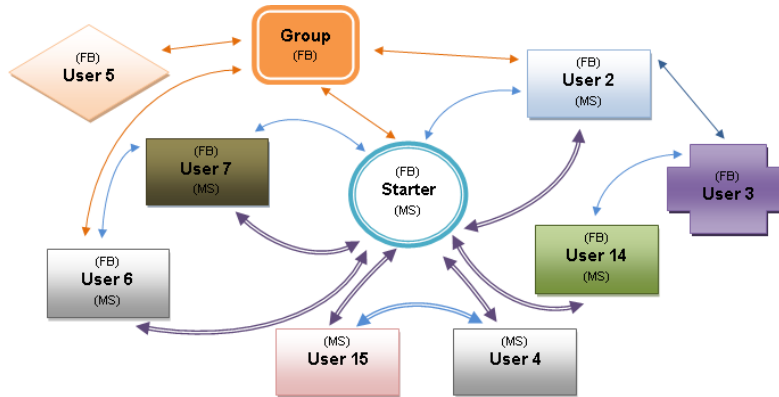 Group
(FB)
(FB)
User 5
(FB)
User 2
(MS)
(FB)
User 7
(MS)
(FB)
Starter
(MS)
(FB)
User 3
(FB)
User 14
(MS)
(FB)
User 6
(MS)
(MS)
User 15
(MS)
User 4